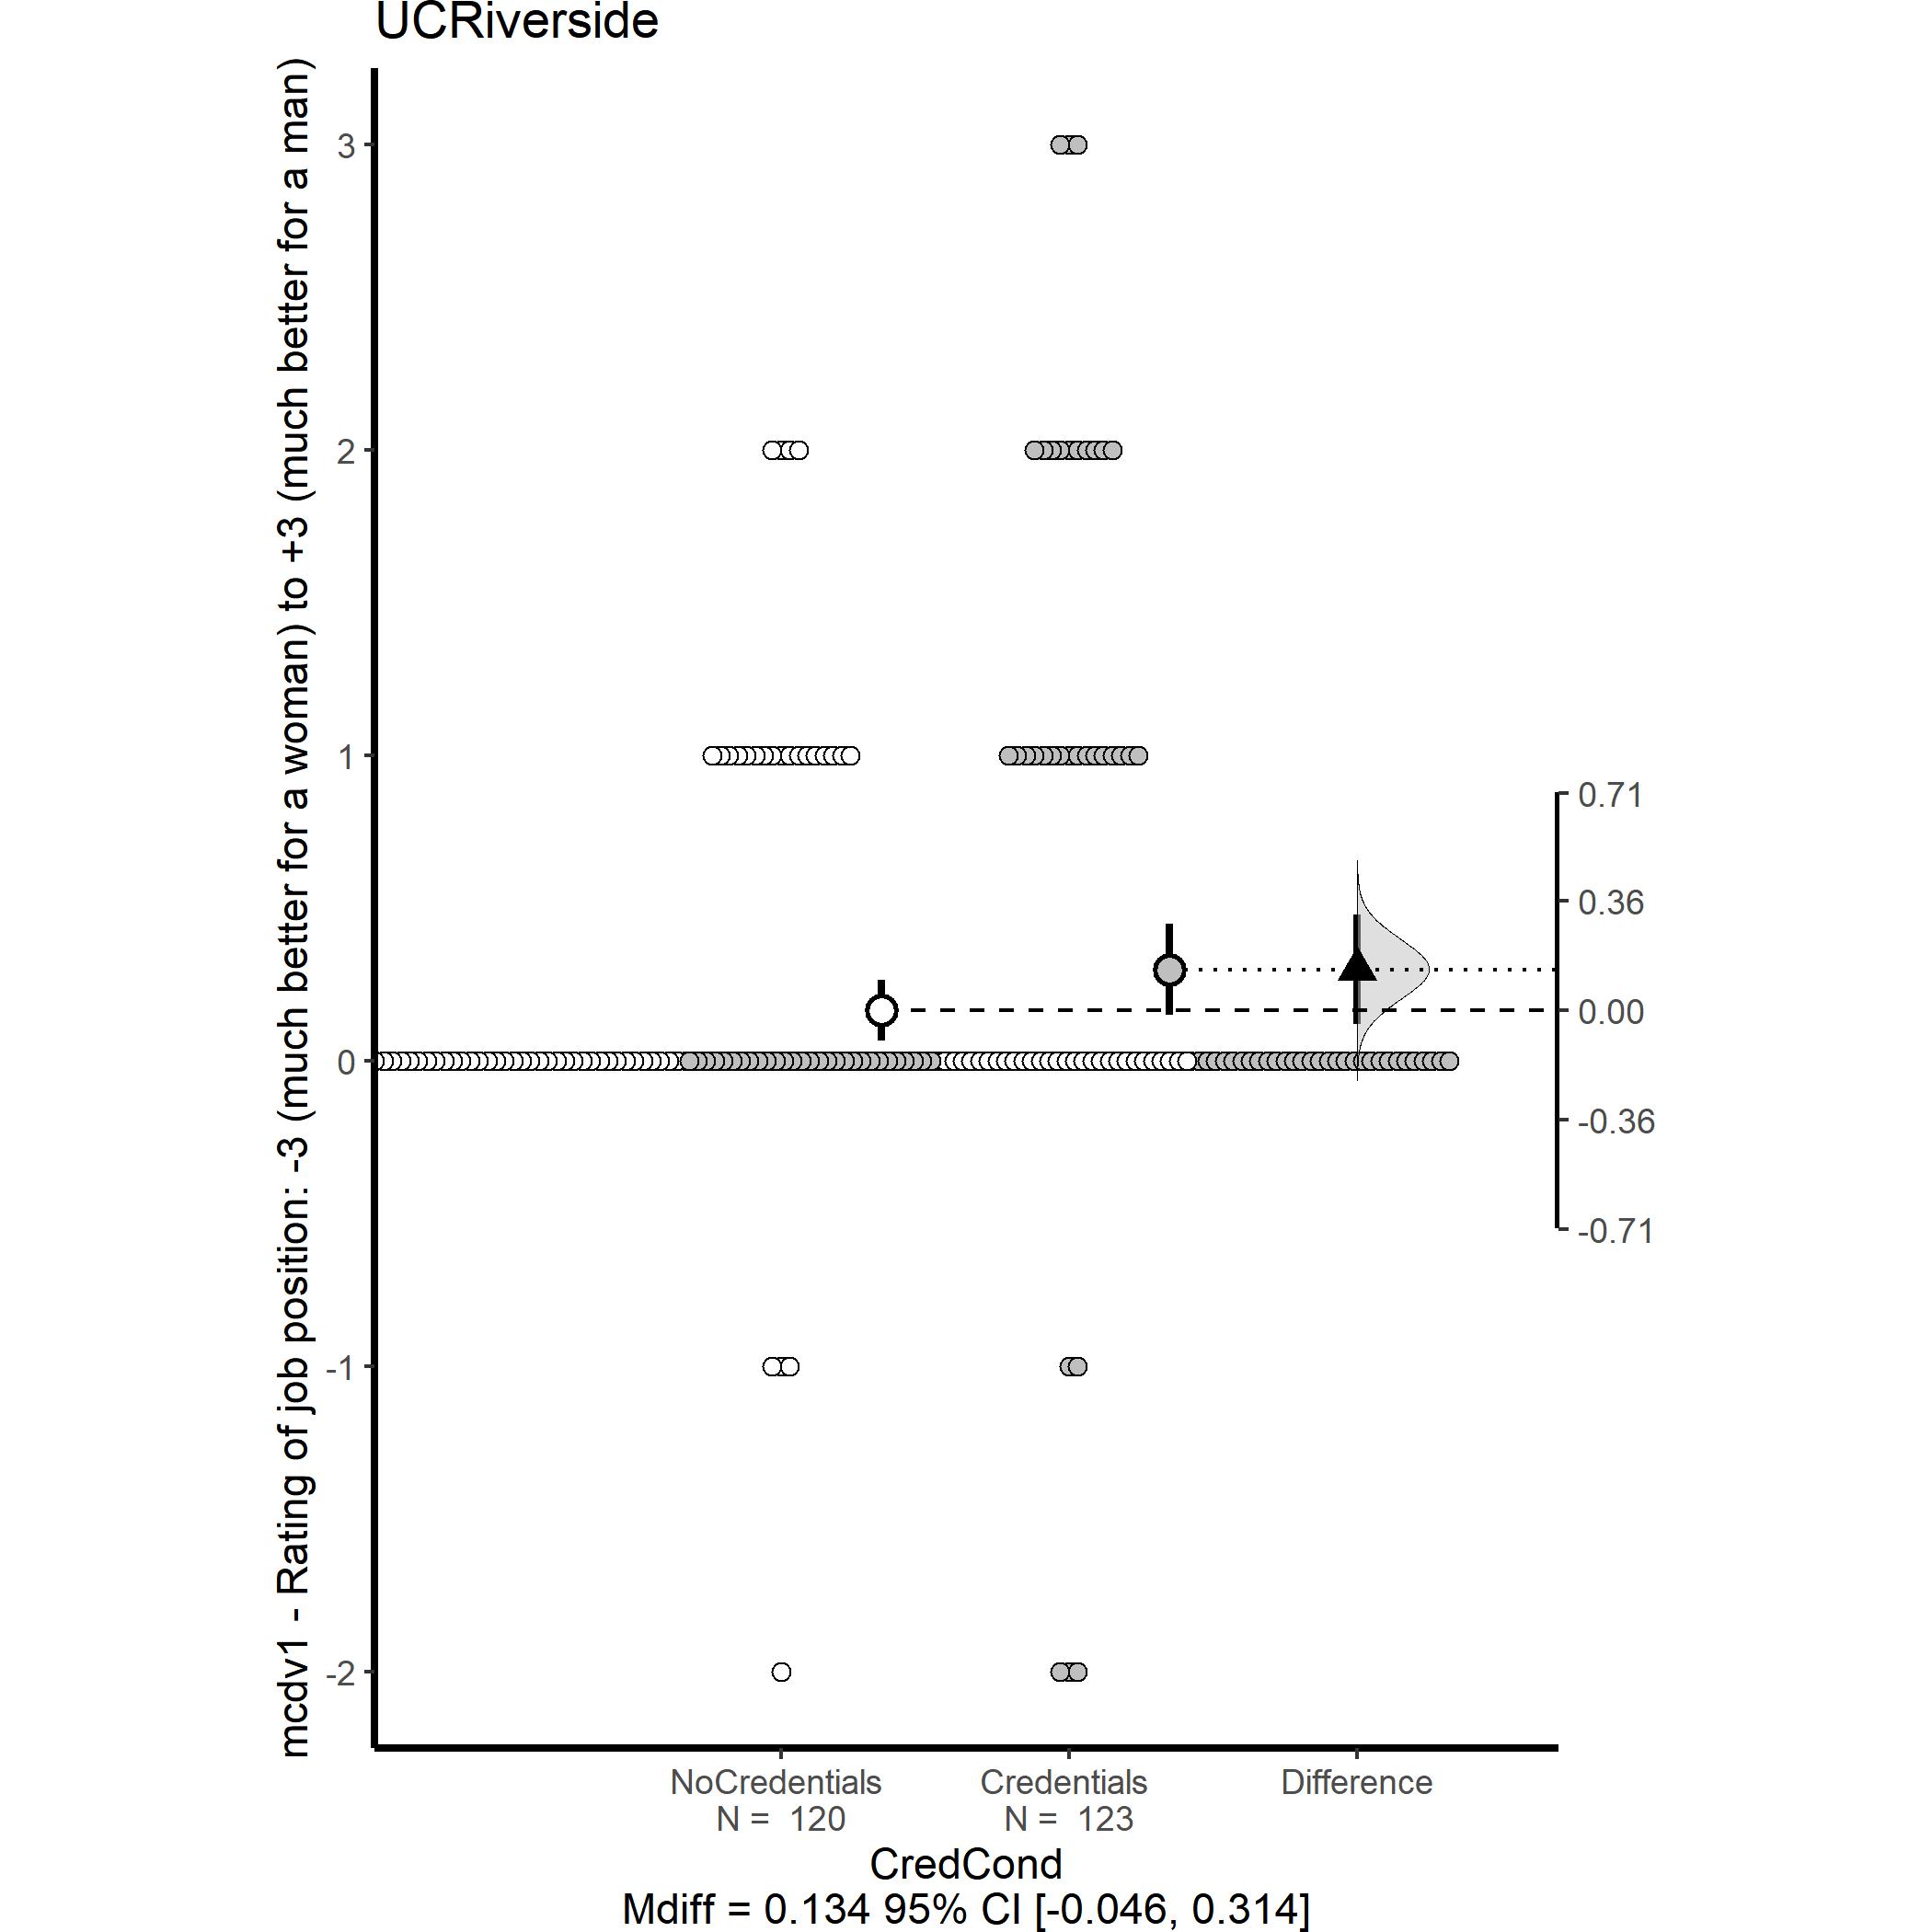 UCRiverside
mcdv1 - Rating of job position: -3 (much better for a woman) to +3 (much better for a man)
3
2
1
0
-1
-2
0.71
0.36
0.00
-0.36
-0.71
NoCredentials
N =  120
Credentials
N =  123
Difference
CredCond
Mdiff = 0.134 95% CI [-0.046, 0.314]